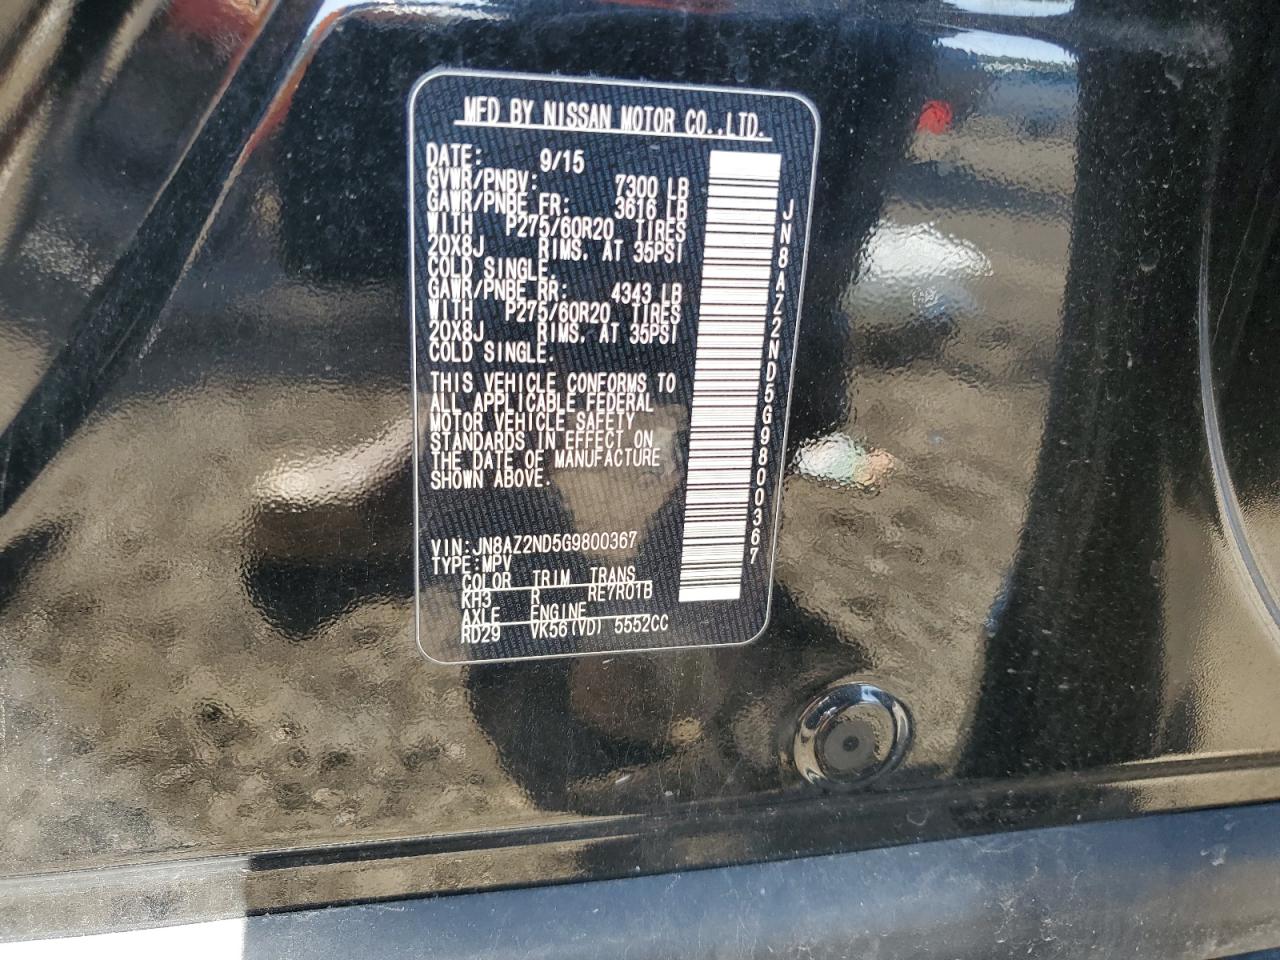 MFD BY NISSAN MOTOR CO.,LTD.
DATE: 9/15
GVWR/PNBV: 7300 LB
GAWR/PNBE FR: 3616 LB
WITH P275/60R20 TIRES
20X8J RIMS. AT 35PSI
COLD SINGLE.
GAWR/PNBE RR: 4343 LB
WITH P275/60R20 TIRES
20X8J RIMS. AT 35PSI
COLD SINGLE.
THIS VEHICLE CONFORMS TO
ALL APPLICABLE FEDERAL
MOTOR VEHICLE SAFETY
STANDARDS IN EFFECT ON
THE DATE OF MANUFACTURE
SHOWN ABOVE.
VIN:JN8AZ2ND5G9800367
TYPE:MPV
COLOR TRIM TRANS
KH3 R RE7R01B
AXLE ENGINE
RD29 VK56(VD) 5552CC
JN8AZ2ND5G9800367